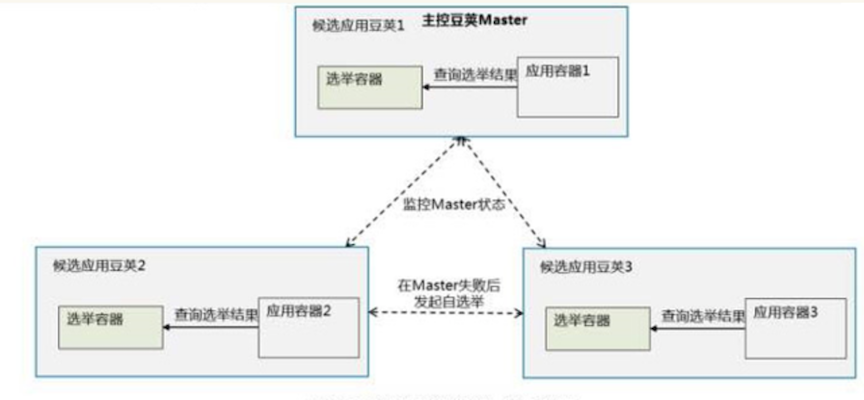 候选应用豆荚1
主控豆荚Master
选举容器
查询选举结果
应用容器1
监控Master状态
候选应用豆荚2
选举容器
查询选举结果
应用容器2
在Master失败后
发起自选举
候选应用豆荚3
选举容器
查询选举结果
应用容器3